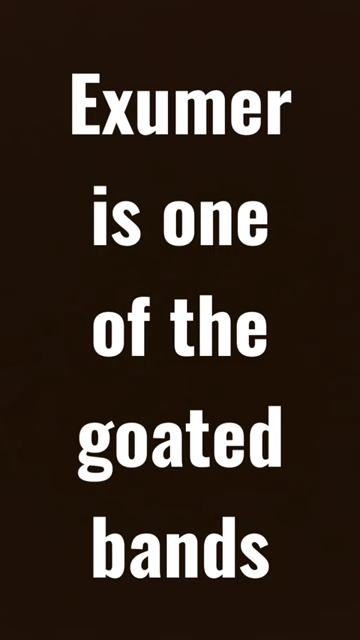 Exumer
is one
of the
goated
bands